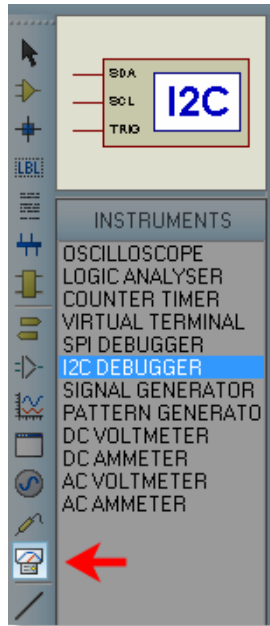 SDA
SCL
TRIG
I2C
LBL
INSTRUMENTS
OSCILLOSCOPE
LOGIC ANALYSER
COUNTER TIMER
VIRTUAL TERMINAL
SPI DEBUGGER
I2C DEBUGGER
SIGNAL GENERATOR
PATTERN GENERATO
DC VOLTMETER
DC AMMETER
AC VOLTMETER
AC AMMETER